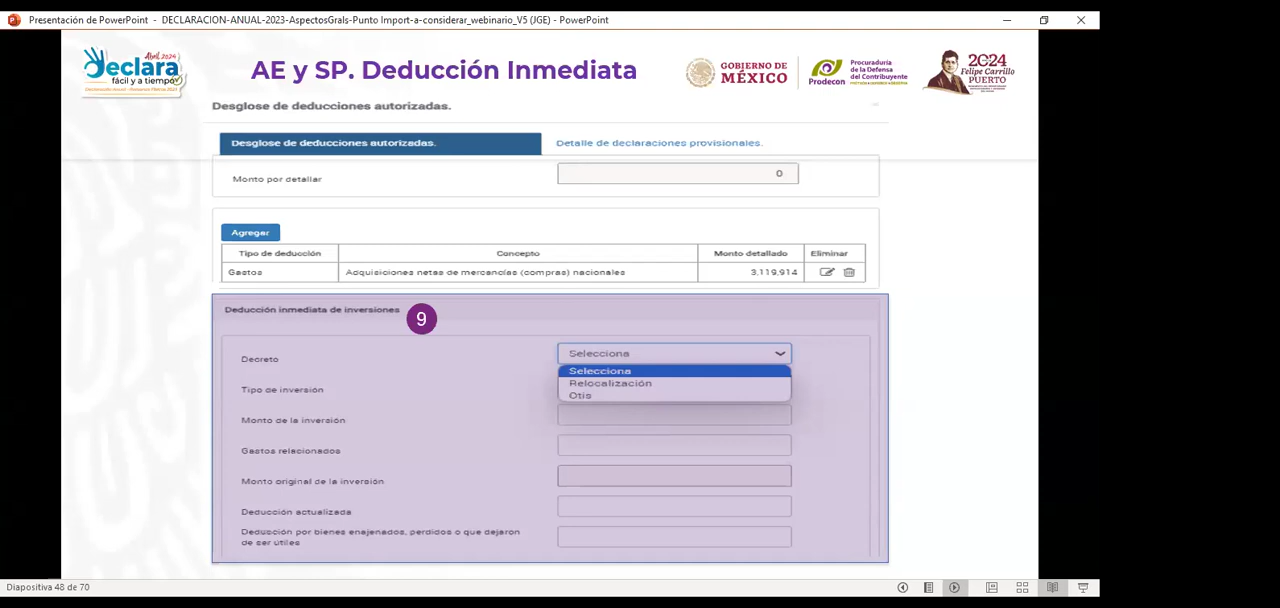 Presentación de PowerPoint - DECLARACION-ANUAL-2023-AspectosGrals-Punto Import-a-considerar_webinario_V5 (JGE) - PowerPoint
Abril 2024
Declara
fácil y a tiempo
AE y SP. Deducción Inmediata
GOBIERNO DE
MÉXICO
Prodecon
Procuraduría
de la Defensa
del Contribuyente
2024
Felipe Carrillo
PUERTO
Desglose de deducciones autorizadas.
Desglose de deducciones autorizadas.
Detalle de declaraciones provisionales.
Monto por detallar
0
Agregar
Tipo de deducción Concepto Monto detallado Eliminar
Gastos Adquisiciones netas de mercancías (compras) nacionales 3,119,914
Deducción inmediata de inversiones
9
Decreto
Selecciona
Selecciona
Relocalización
Otis
Tipo de inversión
Monto de la inversión
Gastos relacionados
Monto original de la inversión
Deducción actualizada
Deducción por bienes enajenados, perdidos o que dejaron
de ser útiles
Diapositiva 48 de 70